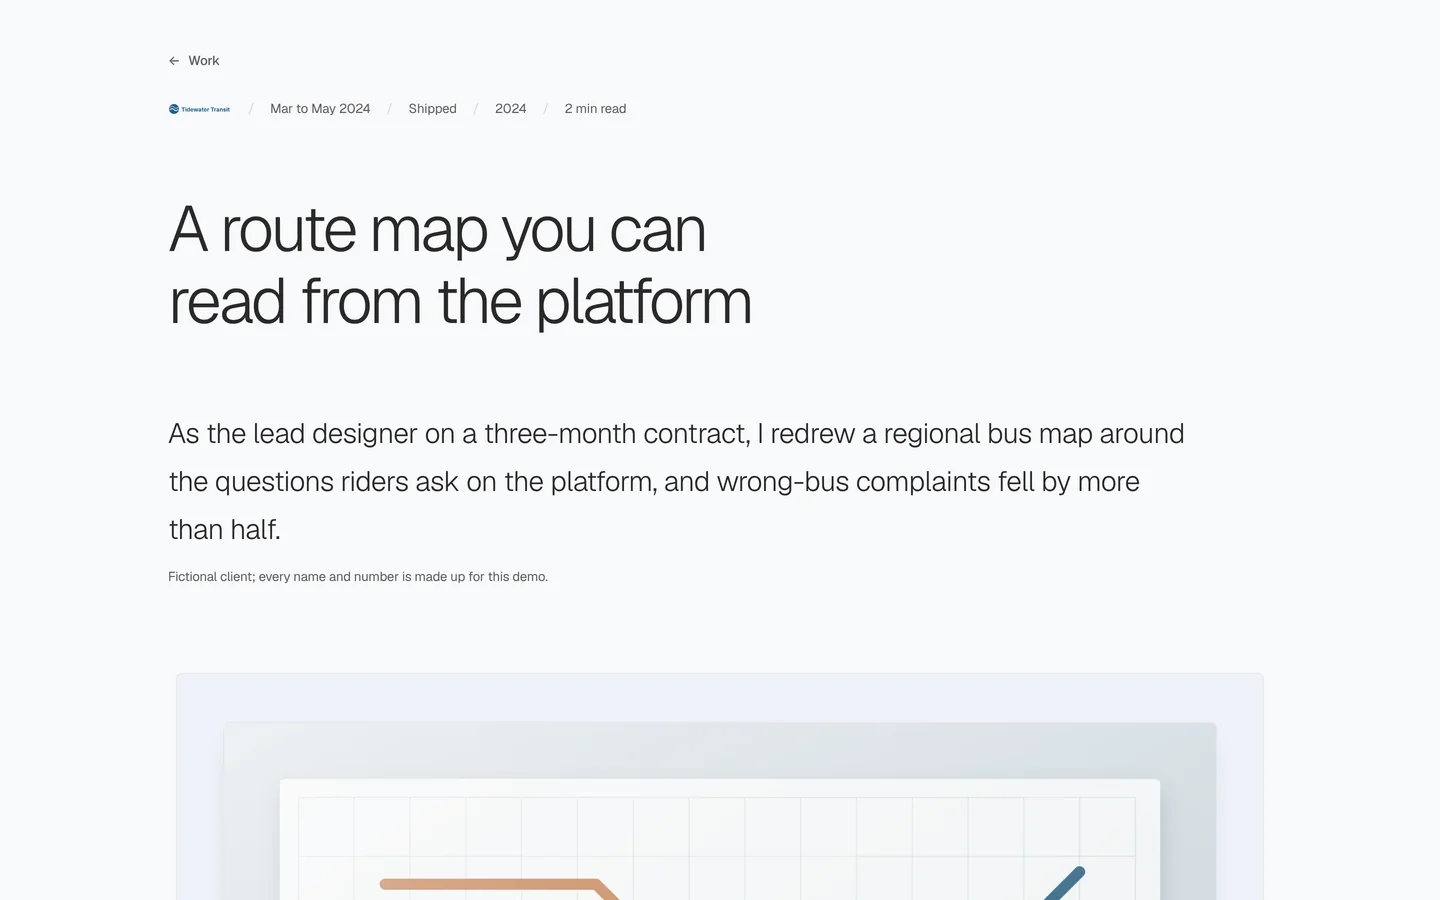 ← Work
Tidewater Transit / Mar to May 2024 / Shipped / 2024 / 2 min read
A route map you can
read from the platform
As the lead designer on a three-month contract, I redrew a regional bus map around
the questions riders ask on the platform, and wrong-bus complaints fell by more
than half.
Fictional client; every name and number is made up for this demo.